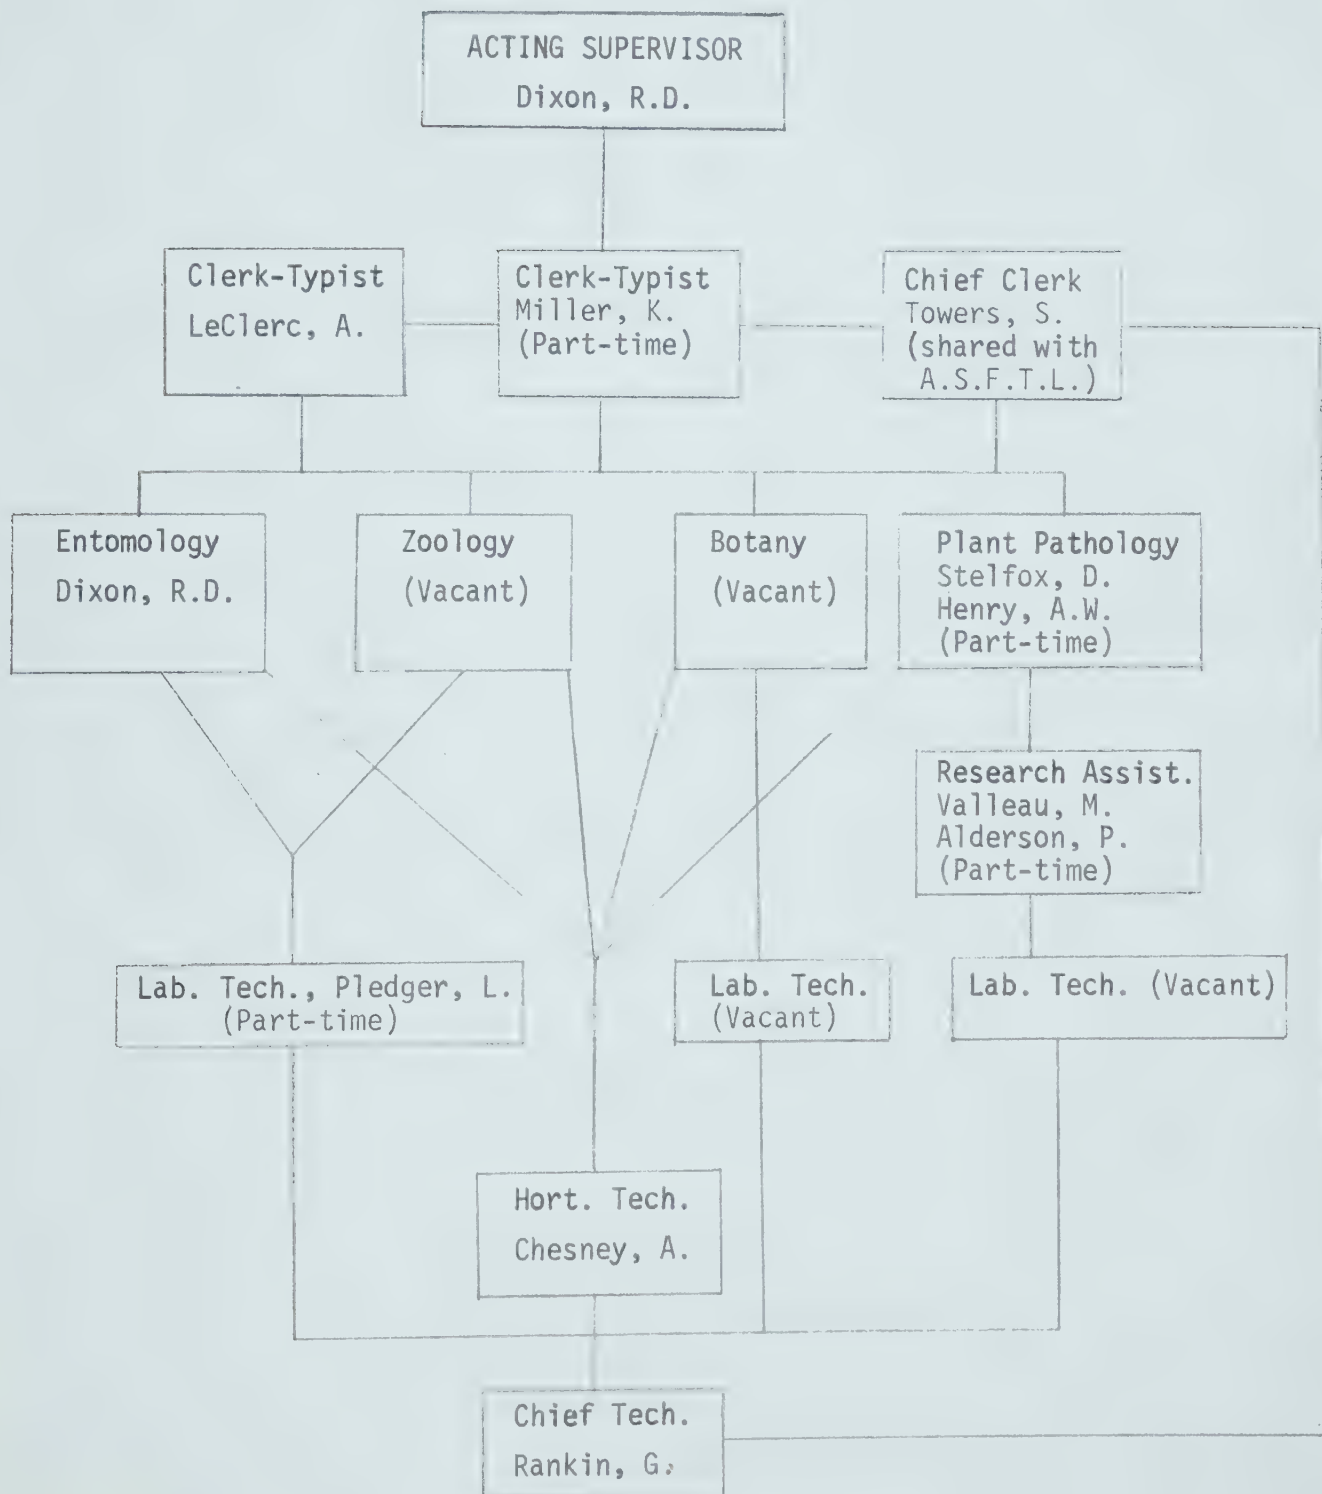 ACTING SUPERVISOR
Dixon, R.D.
Clerk-Typist
LeClerc, A.
Clerk-Typist
Miller, K.
(Part-time)
Chief Clerk
Towers, S.
(shared with
A.S.F.T.L.)
Entomology
Dixon, R.D.
Zoology
(Vacant)
Botany
(Vacant)
Plant Pathology
Stelfox, D.
Henry, A.W.
(Part-time)
Research Assist.
Valleau, M.
Alderson, P.
(Part-time)
Lab. Tech., Pledger, L.
(Part-time)
Lab. Tech.
(Vacant)
Lab. Tech. (Vacant)
Hort. Tech.
Chesney, A.
Chief Tech.
Rankin, G.